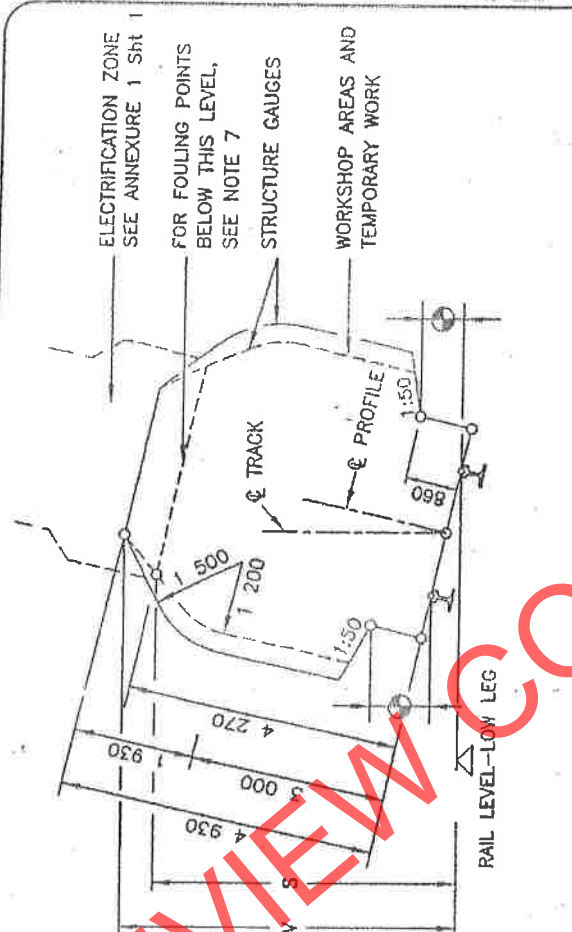 ELECTRIFICATION ZONE
SEE ANNEXURE 1 Sht 1
FOR FOULING POINTS
BELOW THIS LEVEL,
SEE NOTE 7
STRUCTURE GAUGES
WORKSHOP AREAS AND
TEMPORARY WORK
℄ TRACK
℄ PROFILE
1:50
860
1 500
1 200
1:50
4 270
1 930
3 000
4 930
S
V
RAIL LEVEL-LOW LEG
VIEW CO